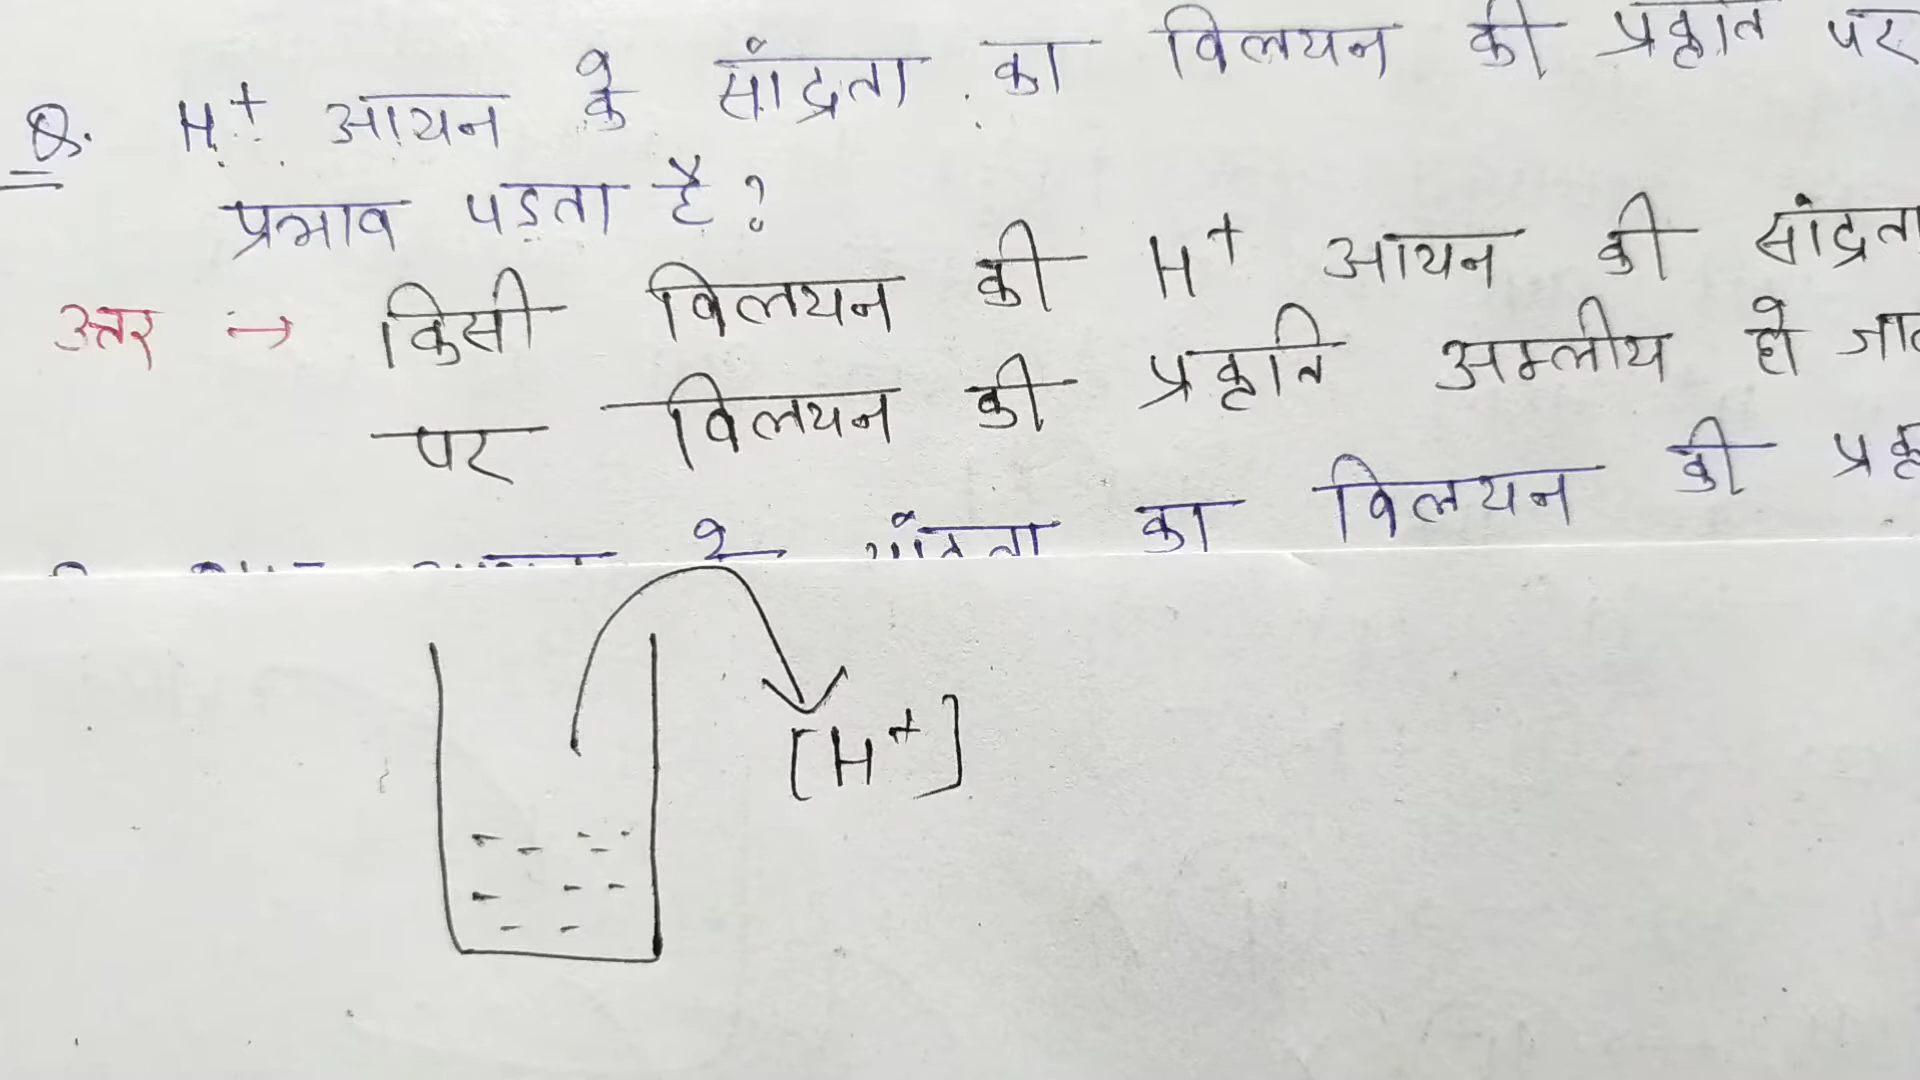 Q. H⁺ आयन के सांद्रता का विलयन की प्रकृति पर
प्रभाव पड़ता है?
उत्तर → किसी विलयन की H⁺ आयन की सांद्रता
पर विलयन की प्रकृति अम्लीय हो
का विलयन की
[H⁺]